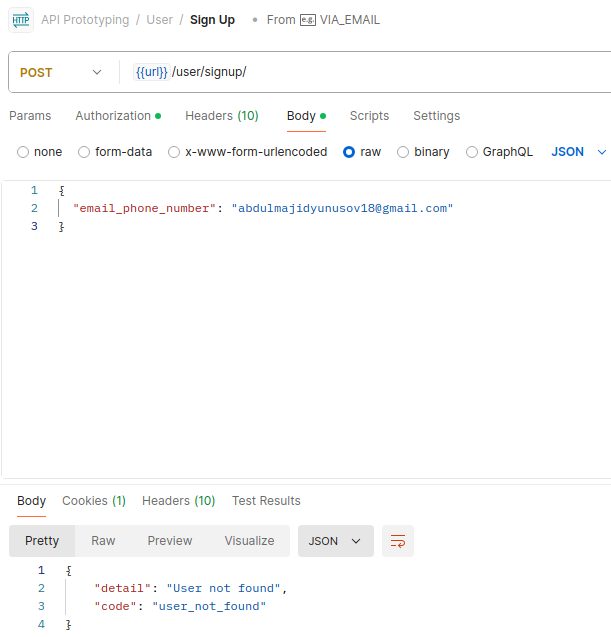 HTTP API Prototyping / User / Sign Up • From e.g. VIA_EMAIL
POST {{url}} /user/signup/
Params Authorization Headers (10) Body Scripts Settings
none form-data x-www-form-urlencoded raw binary GraphQL JSON
1 {
2 "email_phone_number": "abdulmajidyunusov18@gmail.com"
3 }
Body Cookies (1) Headers (10) Test Results
Pretty Raw Preview Visualize JSON
1 {
2 "detail": "User not found",
3 "code": "user_not_found"
4 }